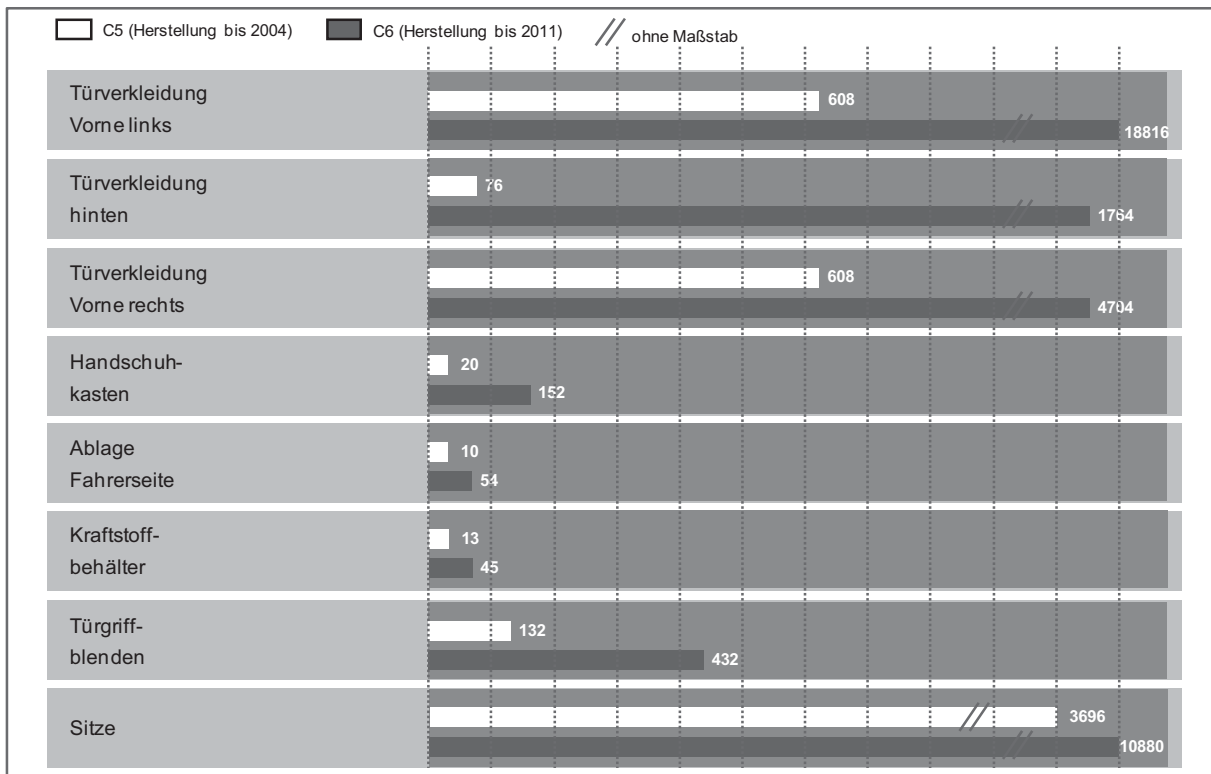 C5 (Herstellung bis 2004)
C6 (Herstellung bis 2011)
ohne Maßstab
Türverkleidung
Vorne links
608
18816
Türverkleidung
hinten
76
1764
Türverkleidung
Vorne rechts
608
4704
Handschuh-
kasten
20
152
Ablage
Fahrerseite
10
54
Kraftstoff-
behälter
13
45
Türgriff-
blenden
132
432
Sitze
3696
10880